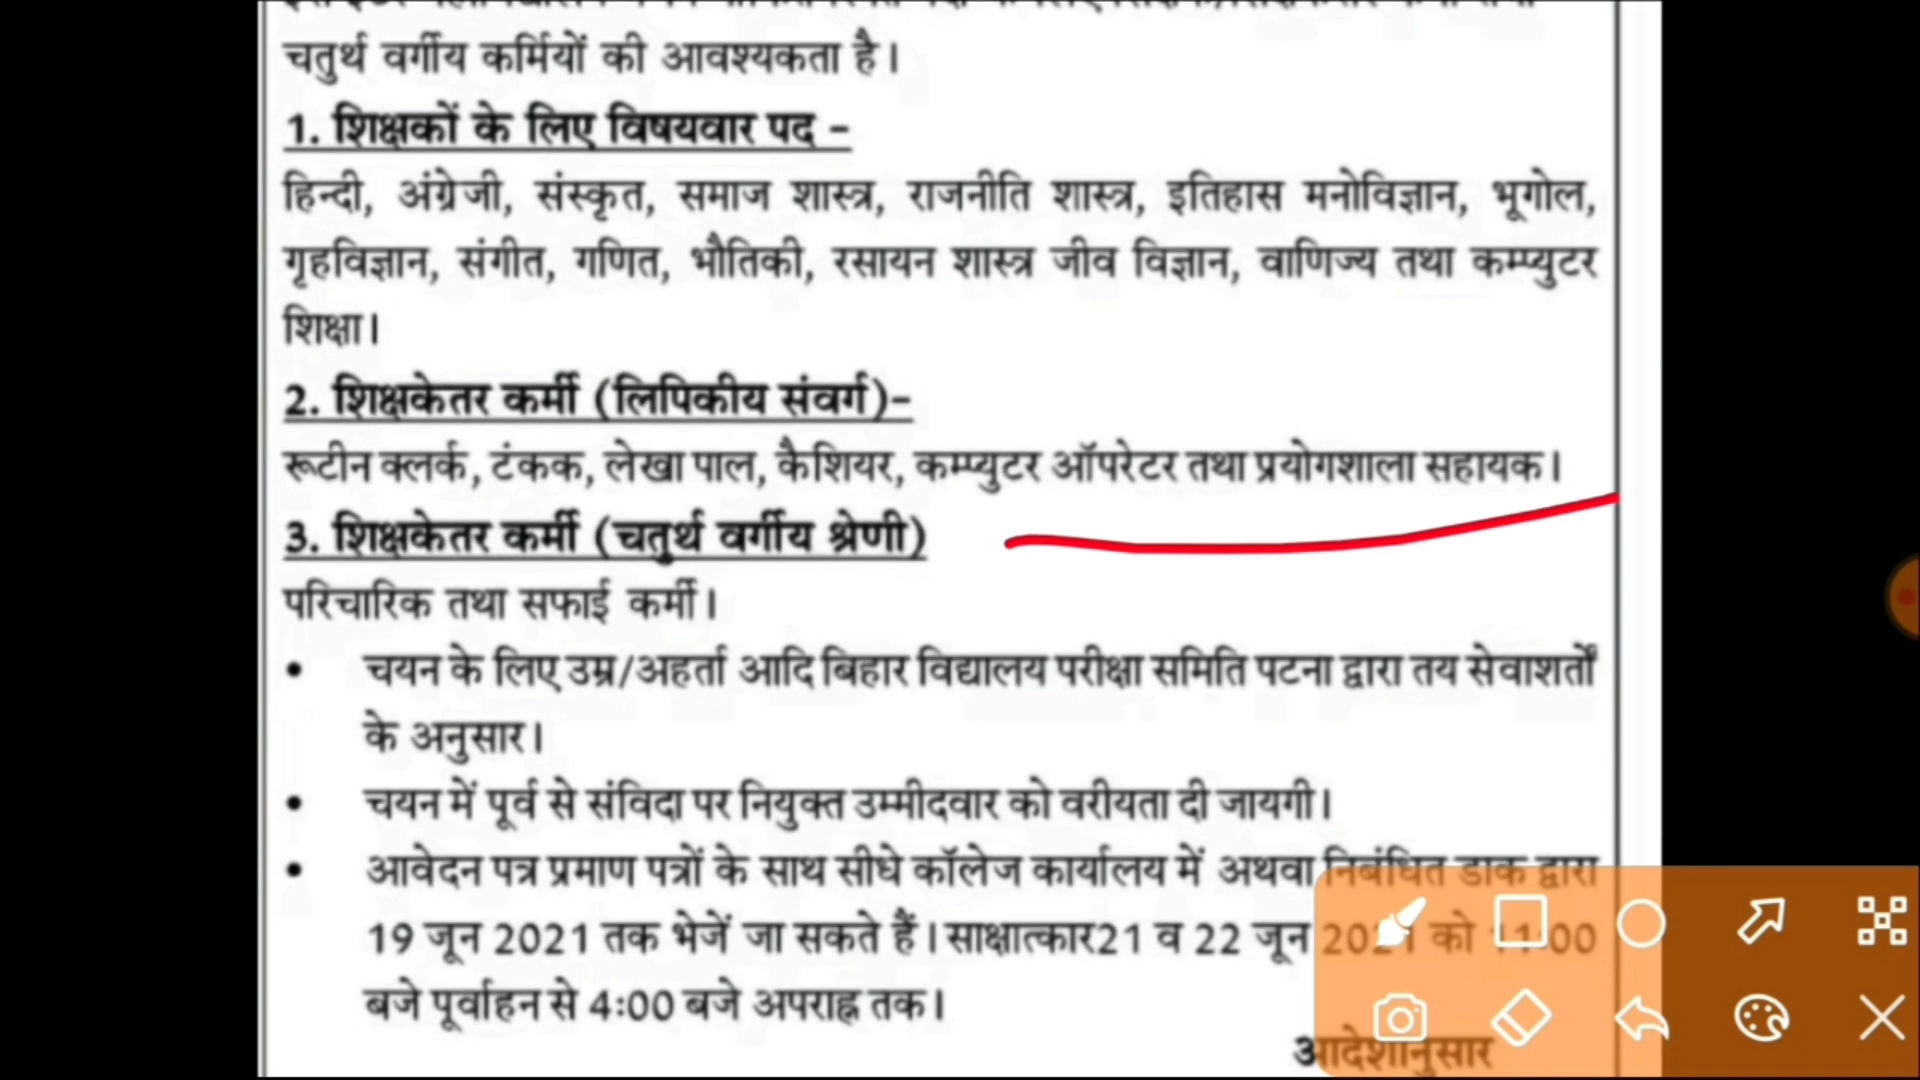 चतुर्थ वर्गीय कर्मियों की आवश्यकता है।
1. शिक्षकों के लिए विषयवार पद -
हिन्दी, अंग्रेजी, संस्कृत, समाज शास्त्र, राजनीति शास्त्र, इतिहास मनोविज्ञान, भूगोल,
गृहविज्ञान, संगीत, गणित, भौतिकी, रसायन शास्त्र जीव विज्ञान, वाणिज्य तथा कम्प्युटर
शिक्षा।
2. शिक्षकेतर कर्मी (लिपिकीय संवर्ग)-
रूटीन क्लर्क, टंकक, लेखा पाल, कैशियर, कम्प्युटर ऑपरेटर तथा प्रयोगशाला सहायक।
3. शिक्षकेतर कर्मी (चतुर्थ वर्गीय श्रेणी)
परिचारिक तथा सफाई कर्मी।
• चयन के लिए उम्र/अहर्ता आदि बिहार विद्यालय परीक्षा समिति पटना द्वारा तय सेवाशर्तों
के अनुसार।
• चयन में पूर्व से संविदा पर नियुक्त उम्मीदवार को वरीयता दी जायगी।
• आवेदन पत्र प्रमाण पत्रों के साथ सीधे कॉलेज कार्यालय में अथवा निबंधित डाक द्वारा
19 जून 2021 तक भेजें जा सकते हैं। साक्षात्कार21 व 22 जून 2021 को 11:00
बजे पूर्वाहन से 4:00 बजे अपराह्न तक।
आदेशानुसार